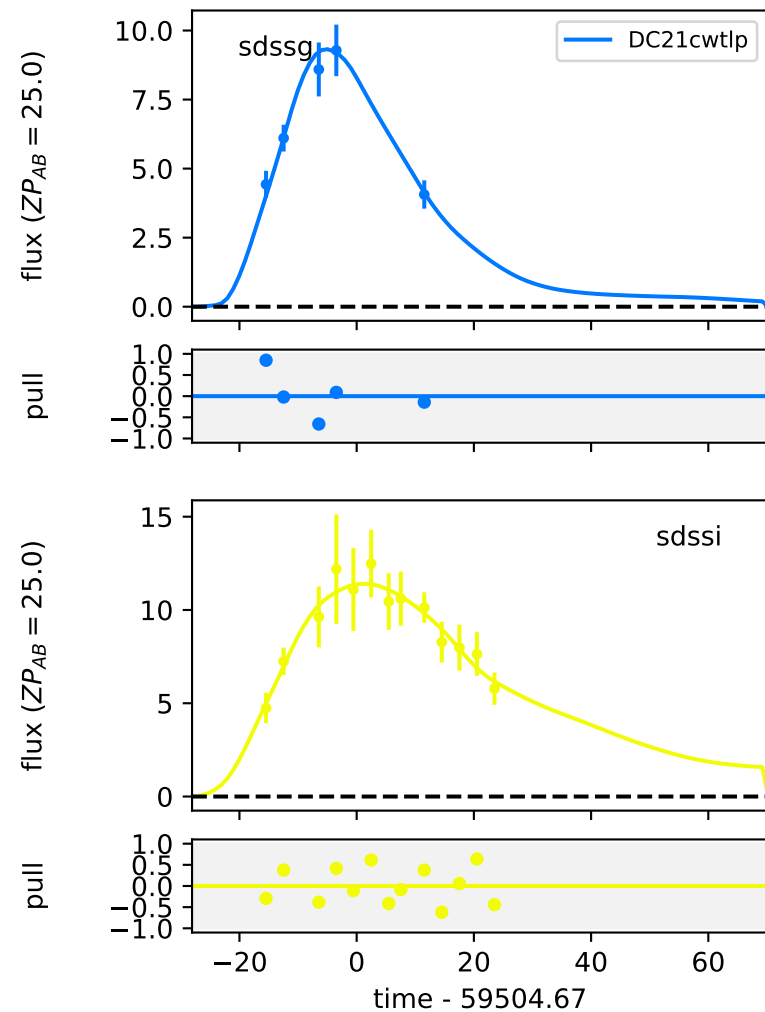 sdssg
DC21cwtlp
flux (ZP_{AB} = 25.0)
10.0
7.5
5.0
2.5
0.0
pull
1.0
0.5
0.0
−0.5
−1.0
sdssi
flux (ZP_{AB} = 25.0)
15
10
5
0
pull
1.0
0.5
0.0
−0.5
−1.0
−20 0 20 40 60
time - 59504.67